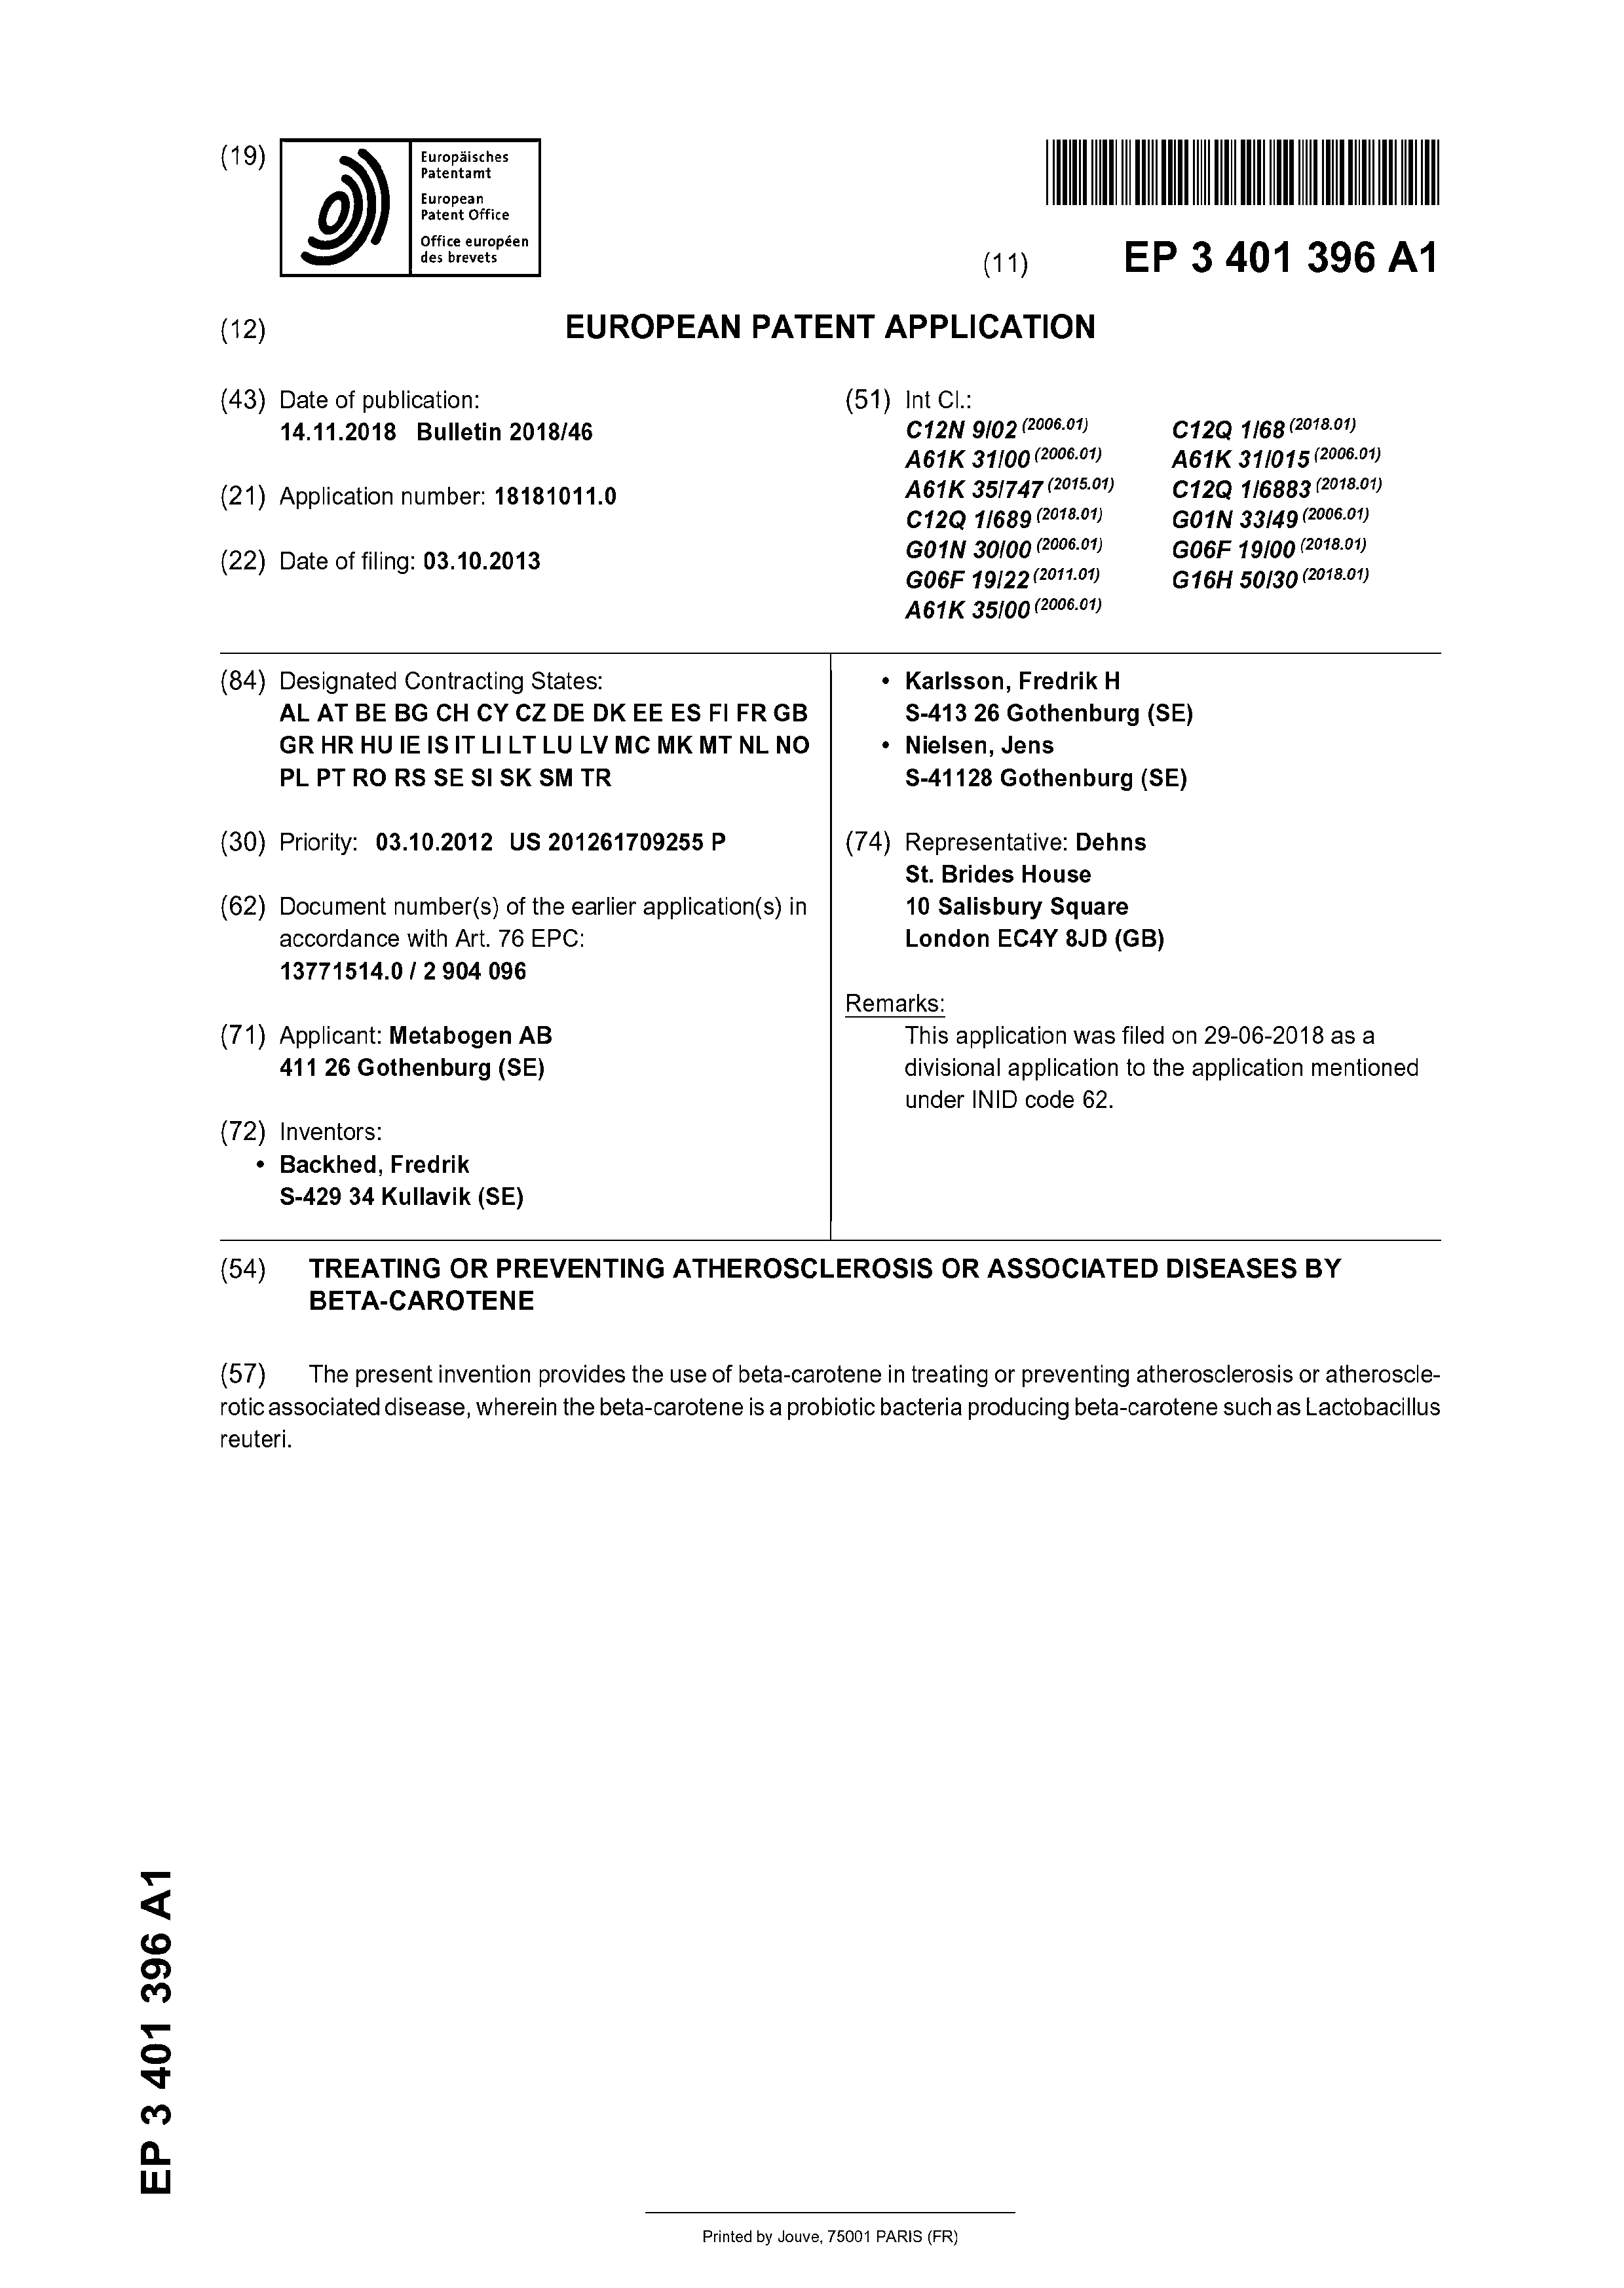 (19)
Europäisches
Patentamt
European
Patent Office
Office européen
des brevets
(11) EP 3 401 396 A1
(12) EUROPEAN PATENT APPLICATION
(43) Date of publication:
14.11.2018 Bulletin 2018/46
(21) Application number: 18181011.0
(22) Date of filing: 03.10.2013
(51) Int Cl.:
C12N 9/02 (2006.01) C12Q 1/68 (2018.01)
A61K 31/00 (2006.01) A61K 31/015 (2006.01)
A61K 35/747 (2015.01) C12Q 1/6883 (2018.01)
C12Q 1/689 (2018.01) G01N 33/49 (2006.01)
G01N 30/00 (2006.01) G06F 19/00 (2018.01)
G06F 19/22 (2011.01) G16H 50/30 (2018.01)
A61K 35/00 (2006.01)
(84) Designated Contracting States:
AL AT BE BG CH CY CZ DE DK EE ES FI FR GB
GR HR HU IE IS IT LI LT LU LV MC MK MT NL NO
PL PT RO RS SE SI SK SM TR
(30) Priority: 03.10.2012 US 201261709255 P
(62) Document number(s) of the earlier application(s) in
accordance with Art. 76 EPC:
13771514.0 / 2 904 096
(71) Applicant: Metabogen AB
411 26 Gothenburg (SE)
(72) Inventors:
• Backhed, Fredrik
S-429 34 Kullavik (SE)
• Karlsson, Fredrik H
S-413 26 Gothenburg (SE)
• Nielsen, Jens
S-41128 Gothenburg (SE)
(74) Representative: Dehns
St. Brides House
10 Salisbury Square
London EC4Y 8JD (GB)
Remarks:
This application was filed on 29-06-2018 as a
divisional application to the application mentioned
under INID code 62.
(54) TREATING OR PREVENTING ATHEROSCLEROSIS OR ASSOCIATED DISEASES BY
BETA-CAROTENE
(57) The present invention provides the use of beta-carotene in treating or preventing atherosclerosis or atheroscle-
rotic associated disease, wherein the beta-carotene is a probiotic bacteria producing beta-carotene such as Lactobacillus
reuteri.
EP 3 401 396 A1
Printed by Jouve, 75001 PARIS (FR)